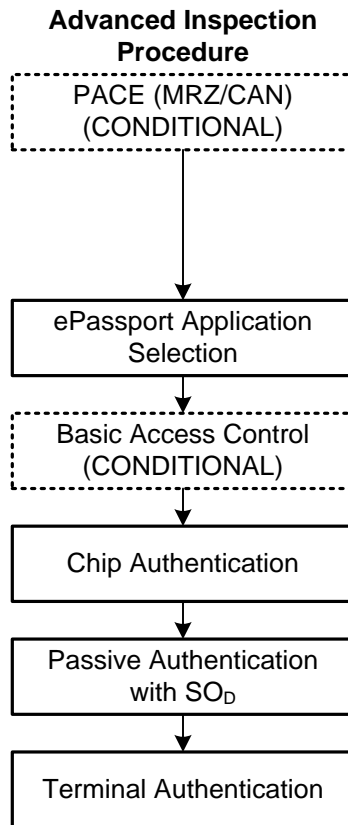 Advanced Inspection
Procedure
PACE (MRZ/CAN)
(CONDITIONAL)
ePassport Application
Selection
Basic Access Control
(CONDITIONAL)
Chip Authentication
Passive Authentication
with SO_D
Terminal Authentication